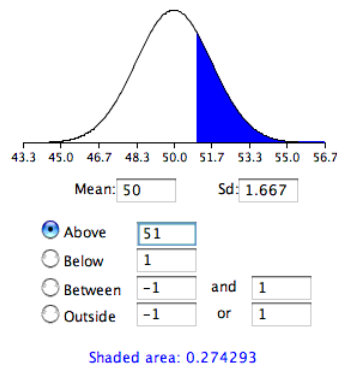 43.3 45.0 46.7 48.3 50.0 51.7 53.3 55.0 56.7
Mean: 50 Sd: 1.667
Above 51
Below 1
Between -1 and 1
Outside -1 or 1
Shaded area: 0.274293